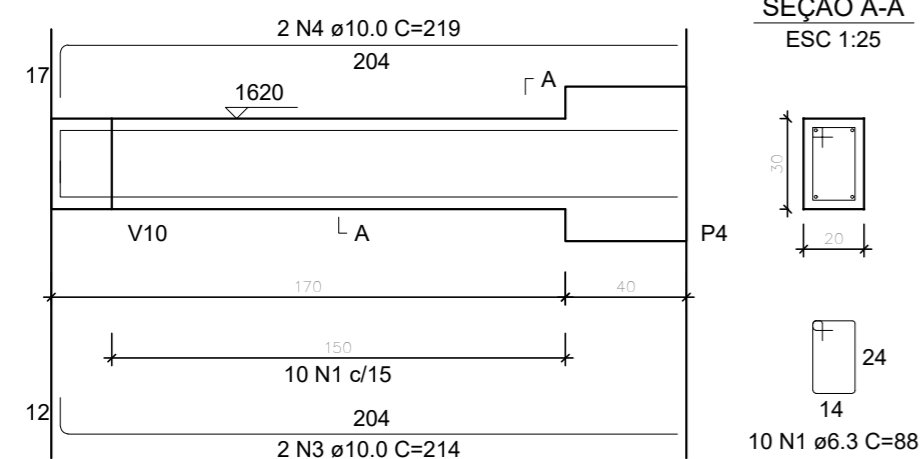 2 N4 ø10.0 C=219
204
17
1620
A
V10
A
P4
170
40
150
10 N1 c/15
12
204
2 N3 ø10.0 C=214
SEÇÃO A-A
ESC 1:25
30
20
24
14
10 N1 ø6.3 C=88